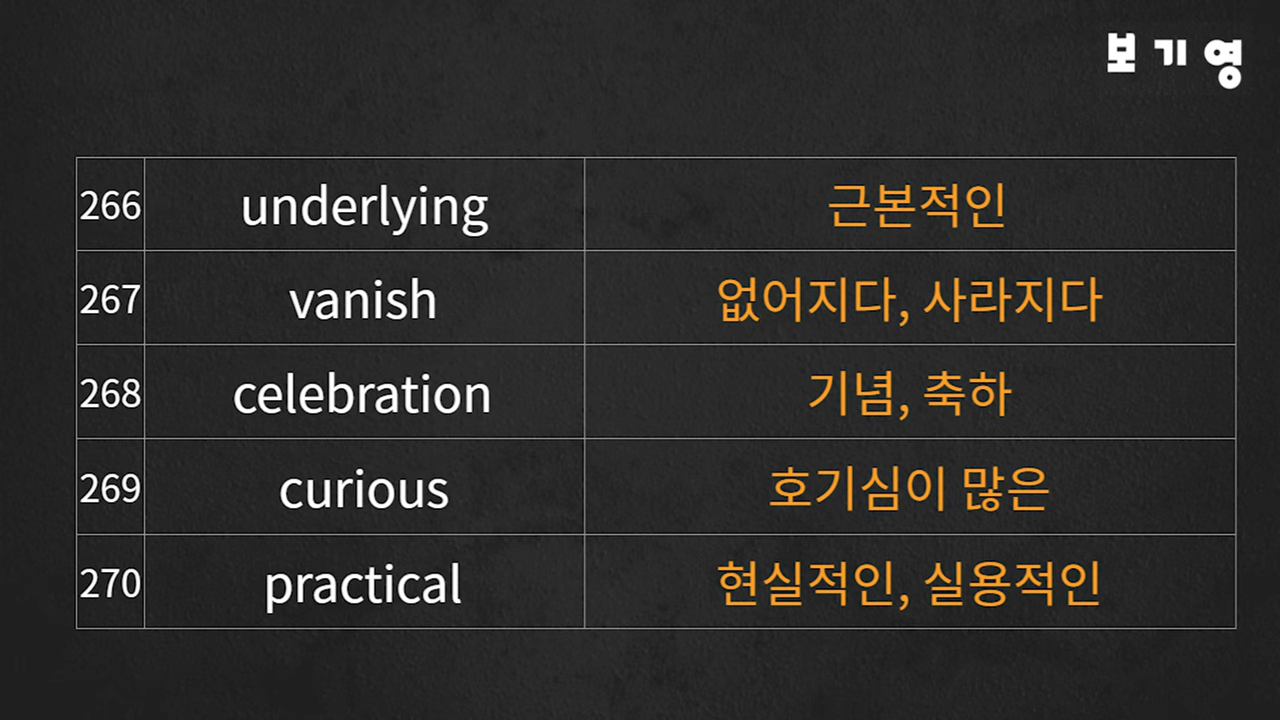 보기영
266 underlying 근본적인
267 vanish 없어지다, 사라지다
268 celebration 기념, 축하
269 curious 호기심이 많은
270 practical 현실적인, 실용적인